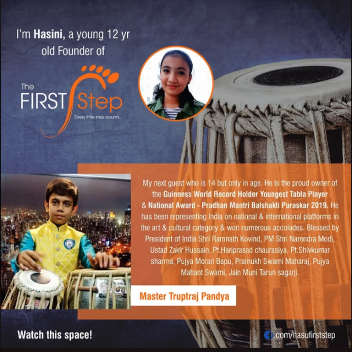 I'm Hasini, a young 12 yr
old Founder of
The
FIRST Step
Every little step counts.
My next guest who is 14 but only in age. He is the proud owner of
the Guinness World Record Holder Youngest Tabla Player
& National Award - Pradhan Mantri Balshakti Puraskar 2019. He
has been representing India on national & international platforms in
the art & cultural category & won numerous accolades. Blessed by
President of India Shri Ramnath Kovind, PM Shri Narendra Modi,
Ustad Zakir Hussain, Pt.Hariprasad chaurasiya, Pt.Shivkumar
sharma, Pujya Morari Bapu, Pramukh Swami Maharaj, Pujya
Mahant Swami, Jain Muni Tarun sagarji.
Master Truptraj Pandya
Watch this space!
.com/hasufirststep